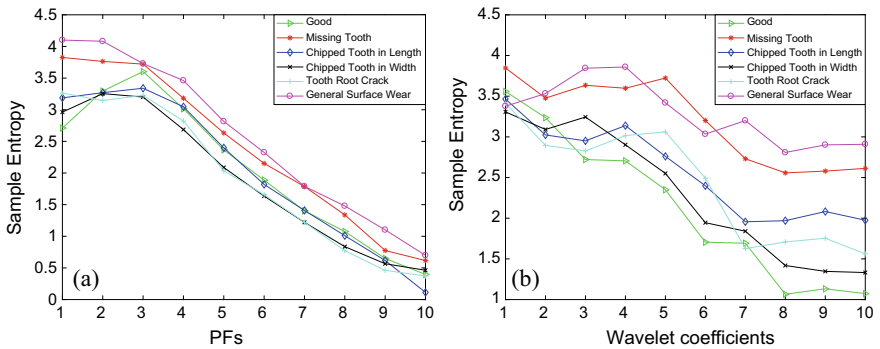 4.5
4
3.5
3
2.5
2
1.5
1
0.5
0
Sample Entropy
Good
Missing Tooth
Chipped Tooth in Length
Chipped Tooth in Width
Tooth Root Crack
General Surface Wear
(a)
1 2 3 4 5 6 7 8 9 10
PFs
4.5
4
3.5
3
2.5
2
1.5
1
Sample Entropy
Good
Missing Tooth
Chipped Tooth in Length
Chipped Tooth in Width
Tooth Root Crack
General Surface Wear
(b)
1 2 3 4 5 6 7 8 9 10
Wavelet coefficients